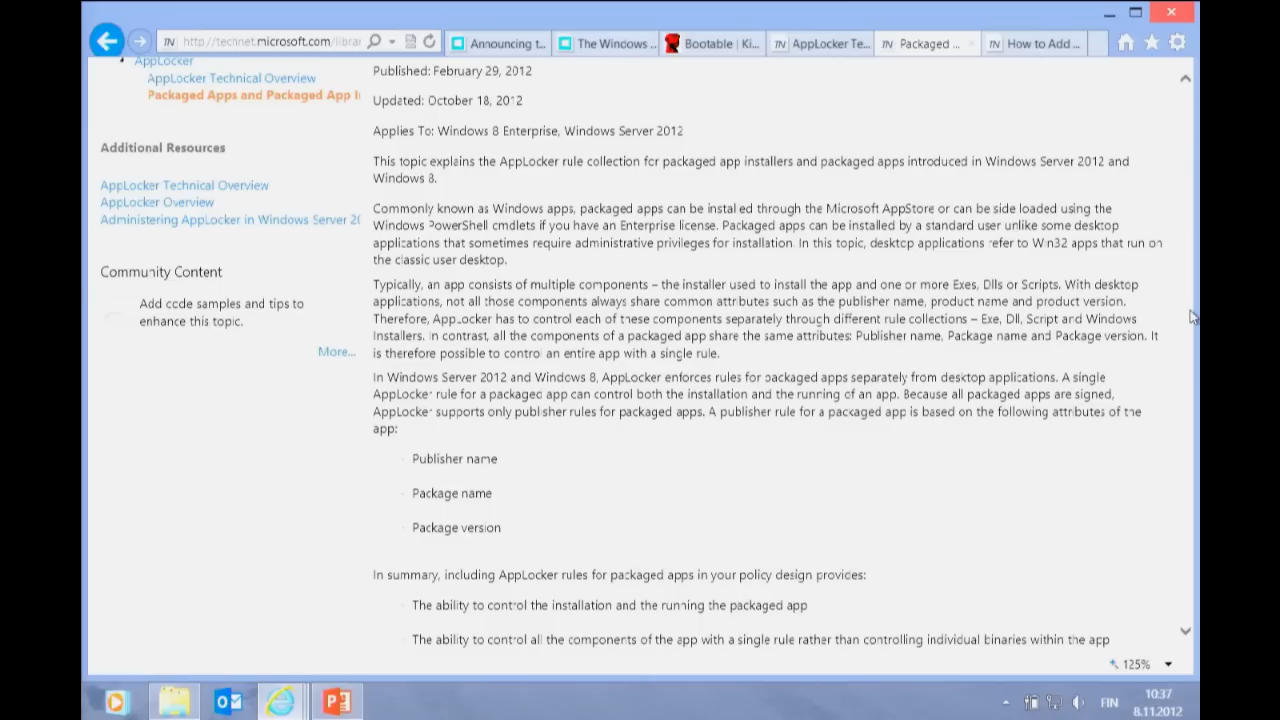 http://technet.microsoft.com/librar
Announcing t...
The Windows ...
Bootable | Ki...
AppLocker Te...
Packaged ...
How to Add ...
AppLocker
AppLocker Technical Overview
Packaged Apps and Packaged App I
Additional Resources
AppLocker Technical Overview
AppLocker Overview
Administering AppLocker in Windows Server 20
Community Content
Add code samples and tips to
enhance this topic.
More...
Published: February 29, 2012
Updated: October 18, 2012
Applies To: Windows 8 Enterprise, Windows Server 2012
This topic explains the AppLocker rule collection for packaged app installers and packaged apps introduced in Windows Server 2012 and
Windows 8.
Commonly known as Windows apps, packaged apps can be installed through the Microsoft AppStore or can be side loaded using the
Windows PowerShell cmdlets if you have an Enterprise license. Packaged apps can be installed by a standard user unlike some desktop
applications that sometimes require administrative privileges for installation. In this topic, desktop applications refer to Win32 apps that run on
the classic user desktop.
Typically, an app consists of multiple components – the installer used to install the app and one or more Exes, Dlls or Scripts. With desktop
applications, not all those components always share common attributes such as the publisher name, product name and product version.
Therefore, AppLocker has to control each of these components separately through different rule collections – Exe, Dll, Script and Windows
Installers. In contrast, all the components of a packaged app share the same attributes: Publisher name, Package name and Package version. It
is therefore possible to control an entire app with a single rule.
In Windows Server 2012 and Windows 8, AppLocker enforces rules for packaged apps separately from desktop applications. A single
AppLocker rule for a packaged app can control both the installation and the running of an app. Because all packaged apps are signed,
AppLocker supports only publisher rules for packaged apps. A publisher rule for a packaged app is based on the following attributes of the
app:
Publisher name
Package name
Package version
In summary, including AppLocker rules for packaged apps in your policy design provides:
The ability to control the installation and the running the packaged app
The ability to control all the components of the app with a single rule rather than controlling individual binaries within the app
125%
FIN
10:37
8.11.2012